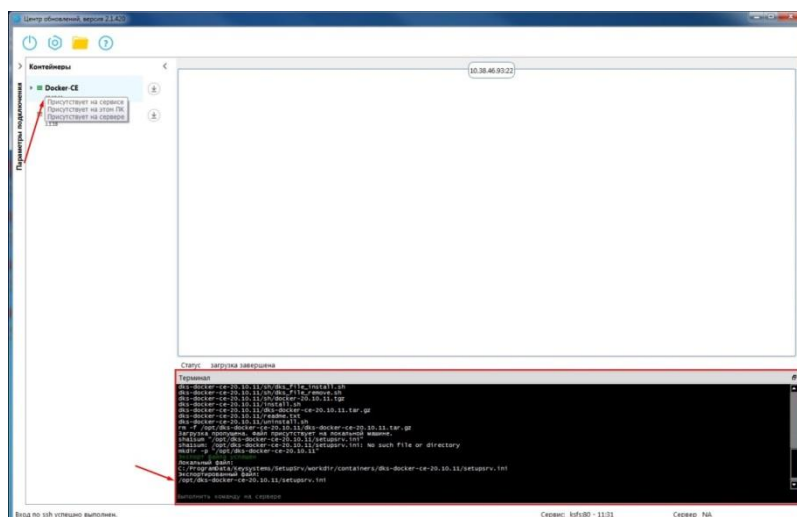 Центр обновлений, версия 2.1.420
Контейнеры
10.38.46.93:22
Docker-CE
Присутствует на сервисе
Присутствует на этом ПК
Присутствует на сервере
Параметры подключения
Статус загрузка завершена
Терминал
dks-docker-ce-20.10.11/sh/dks_file_install.sh
dks-docker-ce-20.10.11/sh/dks_file_remove.sh
dks-docker-ce-20.10.11/sh/docker-20.10.11.tgz
dks-docker-ce-20.10.11/install.sh
dks-docker-ce-20.10.11/dks-docker-ce-20.10.11.tar.gz
dks-docker-ce-20.10.11/readme.txt
dks-docker-ce-20.10.11/uninstall.sh
rm -f /opt/dks-docker-ce-20.10.11/dks-docker-ce-20.10.11.tar.gz
Загрузка пропущена. Файл присутствует на локальной машине.
sha1sum "/opt/dks-docker-ce-20.10.11/setupsrv.ini"
sha1sum: /opt/dks-docker-ce-20.10.11/setupsrv.ini: No such file or directory
mkdir -p "/opt/dks-docker-ce-20.10.11"
Экспорт файла успешен
Локальный файл:
C:/ProgramData/Keysystems/SetupSrv/workdir/containers/dks-docker-ce-20.10.11/setupsrv.ini
Экспортированный файл:
/opt/dks-docker-ce-20.10.11/setupsrv.ini
Выполнить команду на сервере
Вход по ssh успешно выполнен.
Сервис: ksfs80 - 1131
Сервер NA